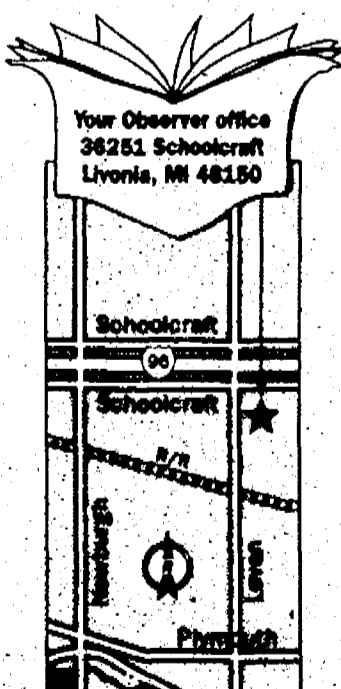 Your Observer office
36251 Schoolcraft
Livonia, MI 48150
Schoolcraft
96
Schoolcraft
R/R
Newburgh
Levan
Plymouth